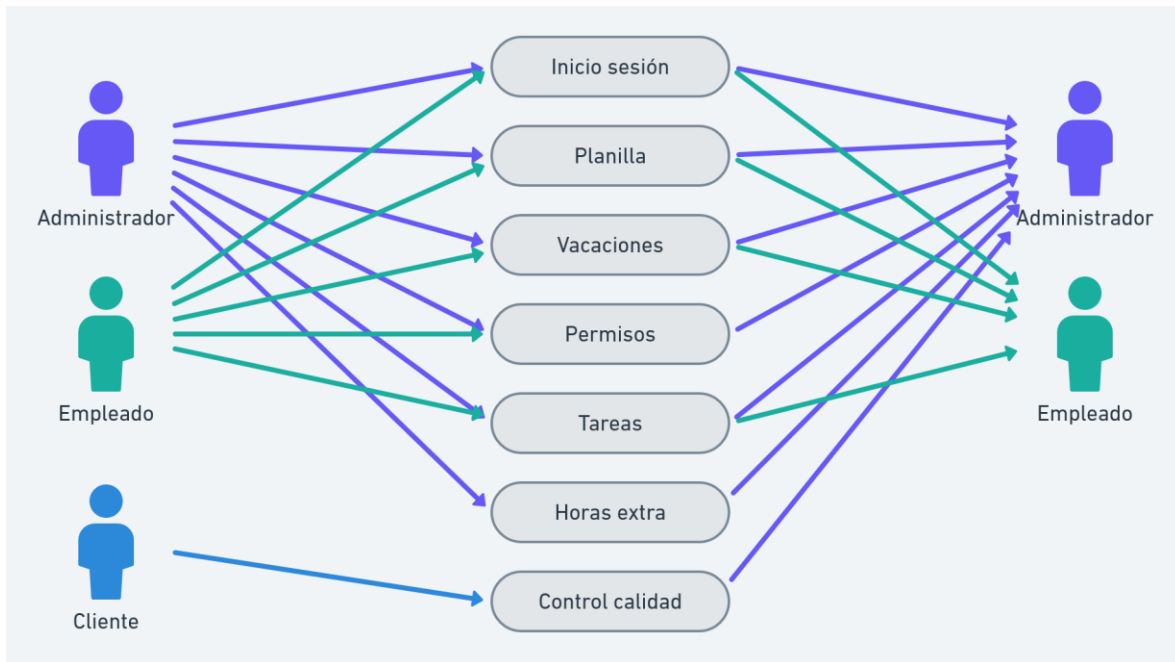 Inicio sesión
Planilla
Administrador
Administrador
Vacaciones
Permisos
Empleado
Empleado
Tareas
Horas extra
Control calidad
Cliente